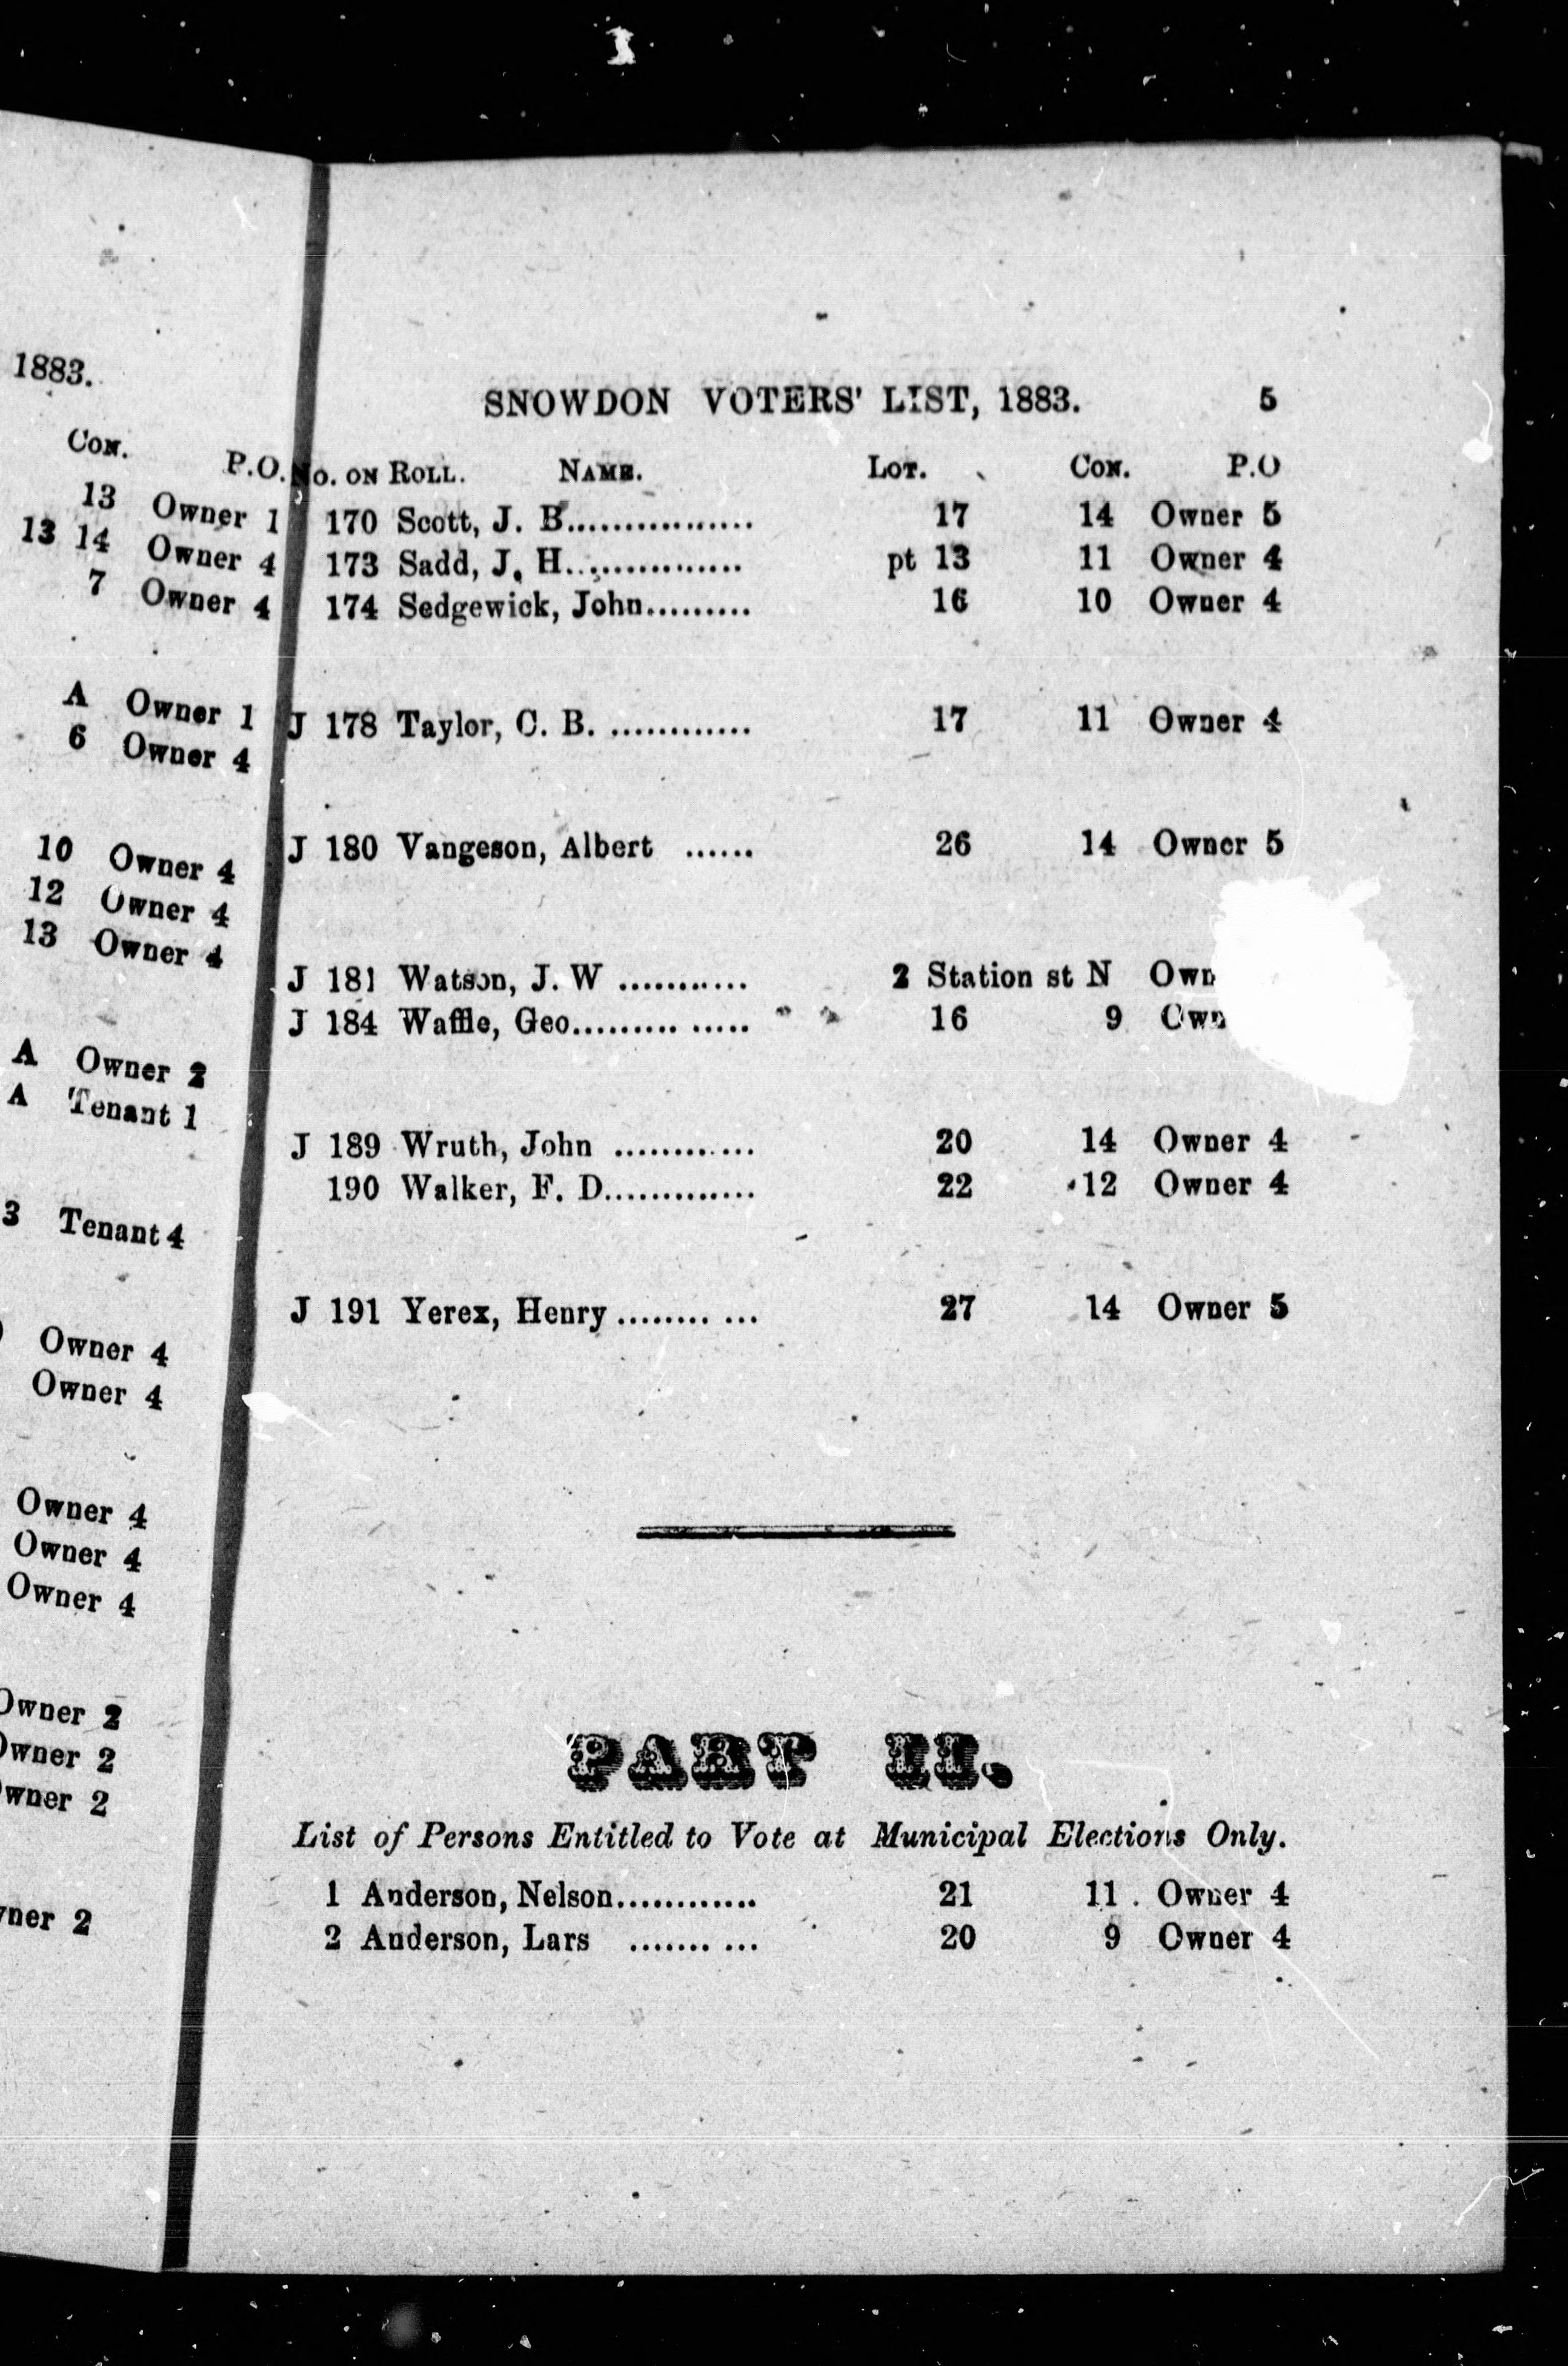 1883.
Con. P.O.
13 Owner 1
13 14 Owner 4
7 Owner 4
A Owner 1
6 Owner 4
10 Owner 4
12 Owner 4
13 Owner 4
A Owner 2
A Tenant 1
3 Tenant 4
Owner 4
Owner 4
Owner 4
Owner 4
Owner 4
Owner 2
Owner 2
wner 2
ner 2
SNOWDON VOTERS' LIST, 1883. 5
No. on Roll. Name. Lot. Con. P.O
170 Scott, J. B................ 17 14 Owner 5
173 Sadd, J. H............... pt 13 11 Owner 4
174 Sedgewick, John......... 16 10 Owner 4
J 178 Taylor, C. B. ............ 17 11 Owner 4
J 180 Vangeson, Albert ...... 26 14 Owner 5
J 181 Watson, J. W ........... 2 Station st N Own
J 184 Waffle, Geo......... ..... 16 9 Own
J 189 Wruth, John ............ 20 14 Owner 4
190 Walker, F. D............. 22 12 Owner 4
J 191 Yerex, Henry ........ ... 27 14 Owner 5
PART II.
List of Persons Entitled to Vote at Municipal Elections Only.
1 Anderson, Nelson............ 21 11 Owner 4
2 Anderson, Lars ....... ... 20 9 Owner 4